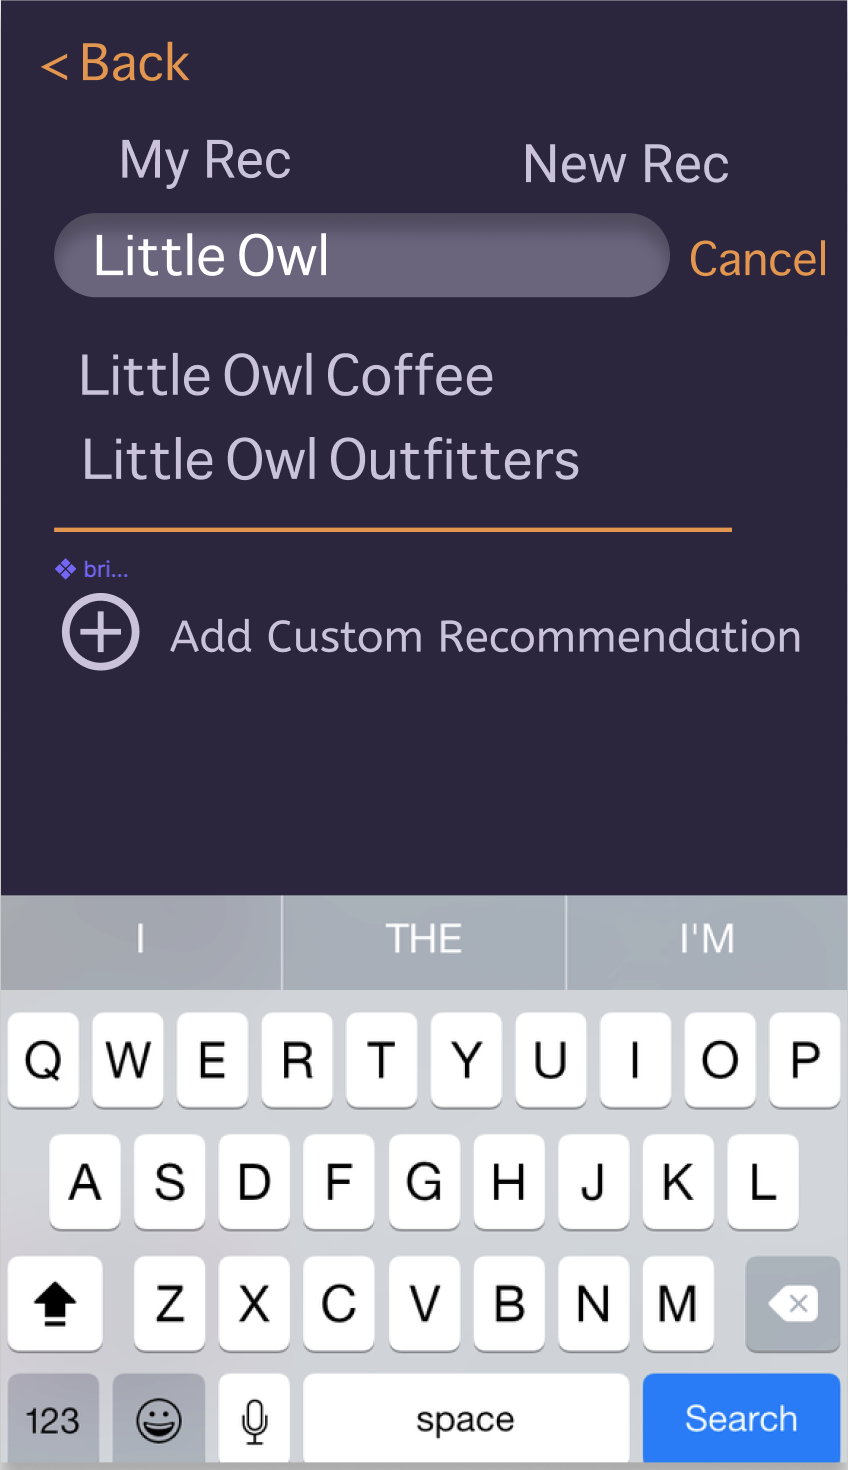 < Back
My Rec New Rec
Little Owl Cancel
Little Owl Coffee
Little Owl Outfitters
bri...
Add Custom Recommendation
I THE I'M
Q W E R T Y U I O P
A S D F G H J K L
Z X C V B N M
123 space Search